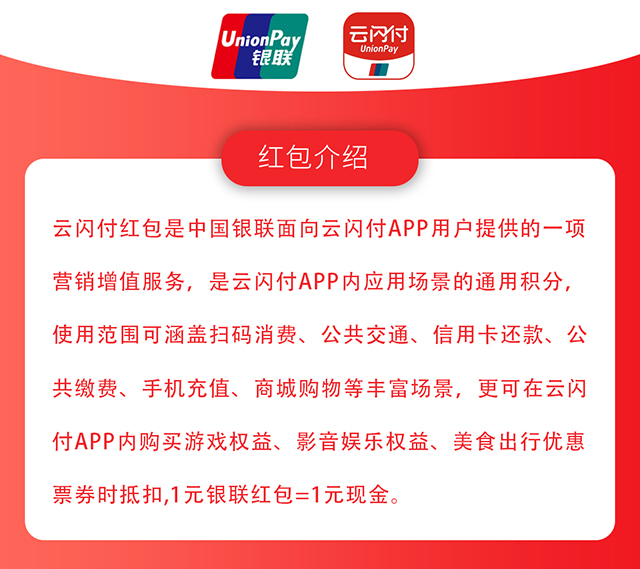 UnionPay
银联
云闪付
UnionPay
红包介绍
云闪付红包是中国银联面向云闪付APP用户提供的一项
营销增值服务，是云闪付APP内应用场景的通用积分，
使用范围可涵盖扫码消费、公共交通、信用卡还款、公
共缴费、手机充值、商城购物等丰富场景，更可在云闪
付APP内购买游戏权益、影音娱乐权益、美食出行优惠
票券时抵扣,1元银联红包=1元现金。